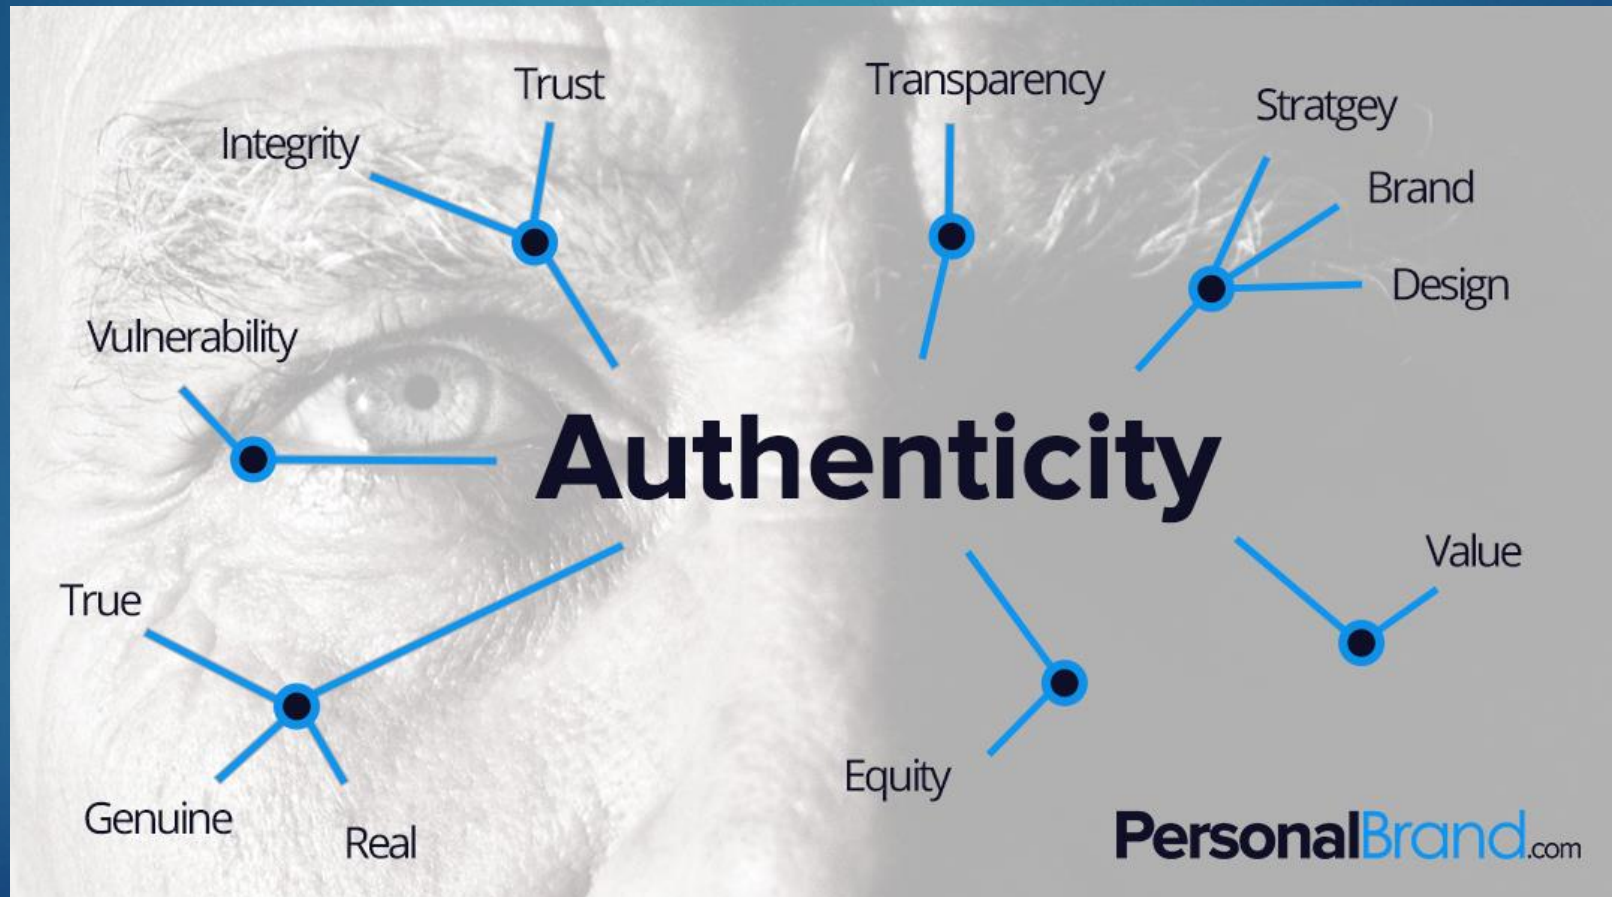 Trust
Transparency
Stratgey
Integrity
Brand
Design
Vulnerability
Authenticity
Value
True
Equity
Genuine
Real
PersonalBrand.com